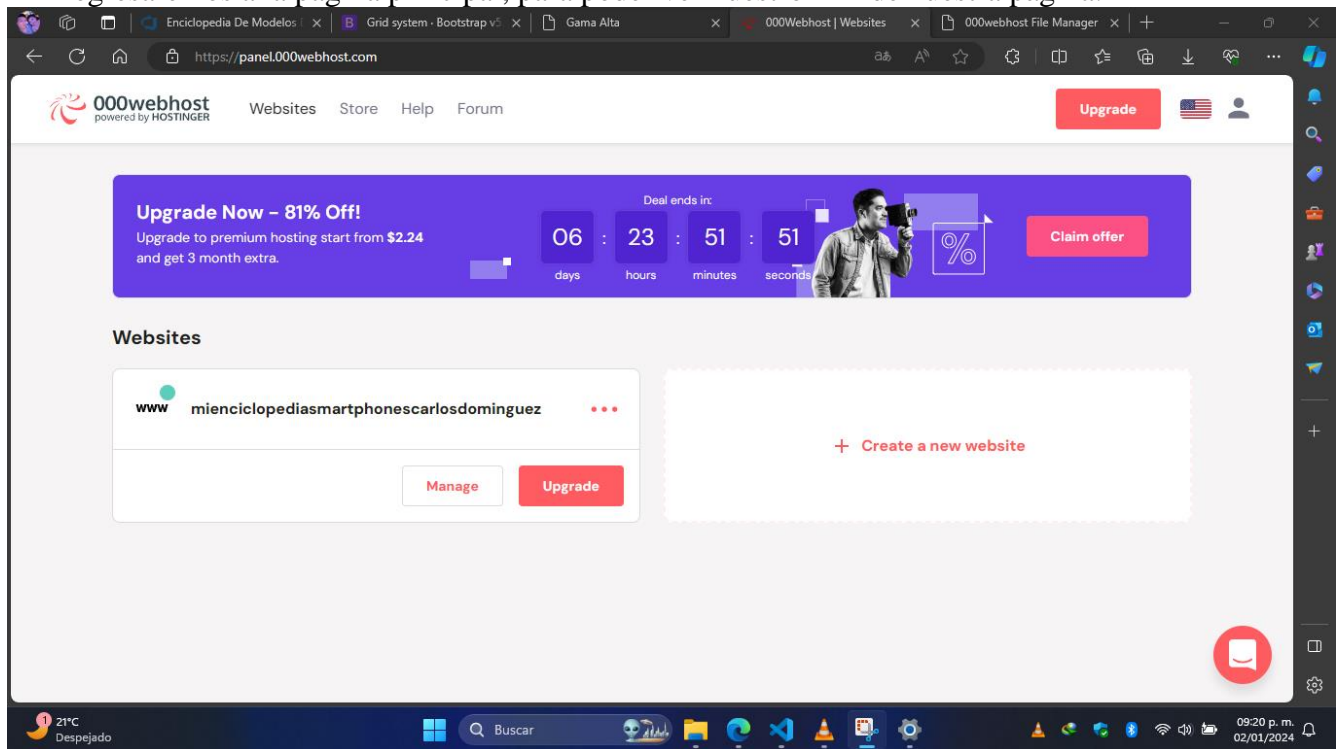 Enciclopedia De Modelos
Grid system · Bootstrap v5
Gama Alta
000Webhost | Websites
000webhost File Manager
https://panel.000webhost.com
000webhost
powered by HOSTINGER
Websites
Store
Help
Forum
Upgrade
Upgrade Now – 81% Off!
Upgrade to premium hosting start from $2.24
and get 3 month extra.
Deal ends in:
06 : 23 : 51 : 51
days hours minutes seconds
%
Claim offer
Websites
www mienciclopediasmartphonescarlosdominguez
Manage
Upgrade
+ Create a new website
1
21°C
Despejado
Buscar
09:20 p. m.
02/01/2024